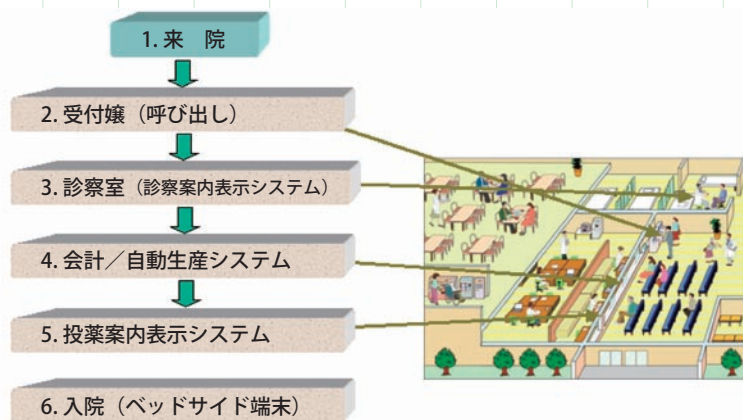 1. 来　院
2. 受付嬢（呼び出し）
3. 診察室（診察案内表示システム）
4. 会計／自動生産システム
5. 投薬案内表示システム
6. 入院（ベッドサイド端末）